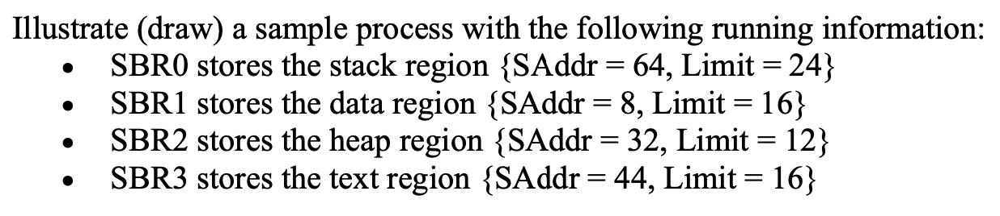 Illustrate (draw) a sample process with the following running information:
• SBR0 stores the stack region {SAddr = 64, Limit = 24}
• SBR1 stores the data region {SAddr = 8, Limit = 16}
• SBR2 stores the heap region {SAddr = 32, Limit = 12}
• SBR3 stores the text region {SAddr = 44, Limit = 16}